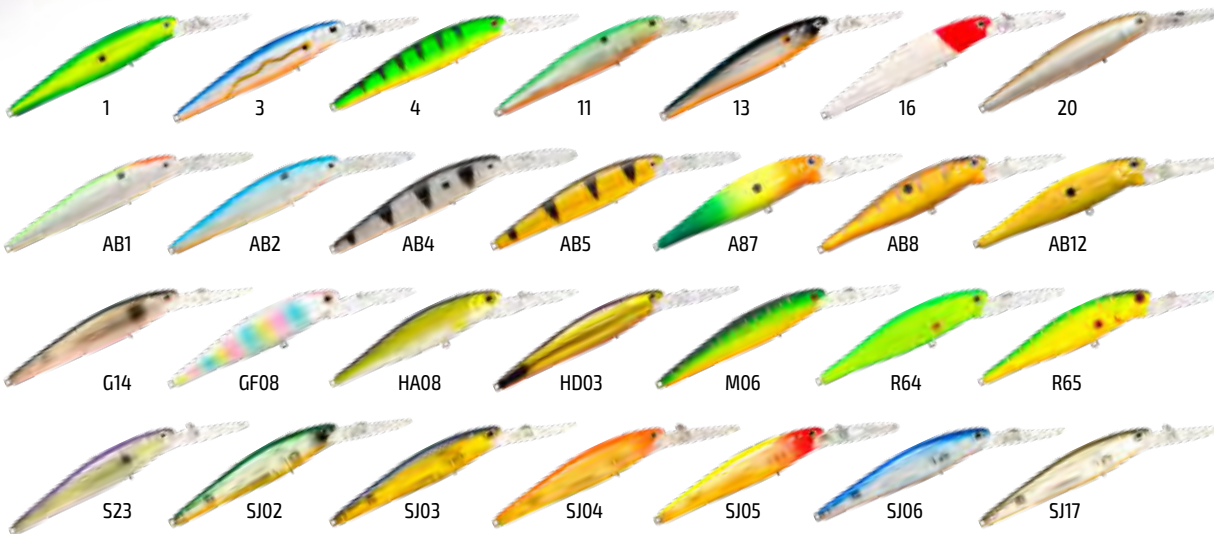 1 3 4 11 13 16 20
AB1 AB2 AB4 AB5 A87 AB8 AB12
G14 GF08 HA08 HD03 M06 R64 R65
S23 SJ02 SJ03 SJ04 SJ05 SJ06 SJ17